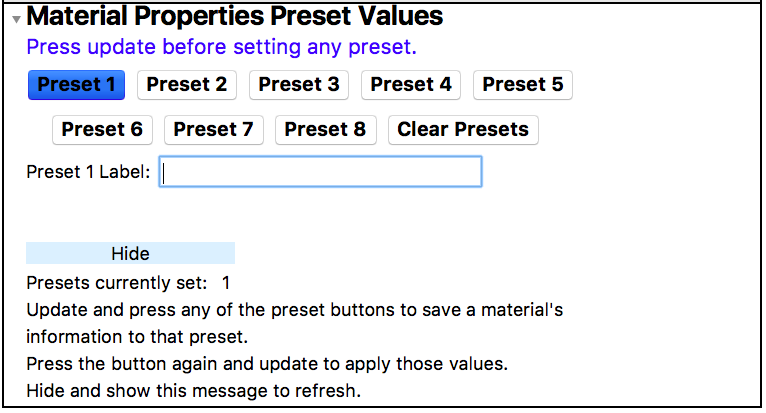 Material Properties Preset Values
Press update before setting any preset.
Preset 1 Preset 2 Preset 3 Preset 4 Preset 5
Preset 6 Preset 7 Preset 8 Clear Presets
Preset 1 Label:
Hide
Presets currently set: 1
Update and press any of the preset buttons to save a material's
information to that preset.
Press the button again and update to apply those values.
Hide and show this message to refresh.